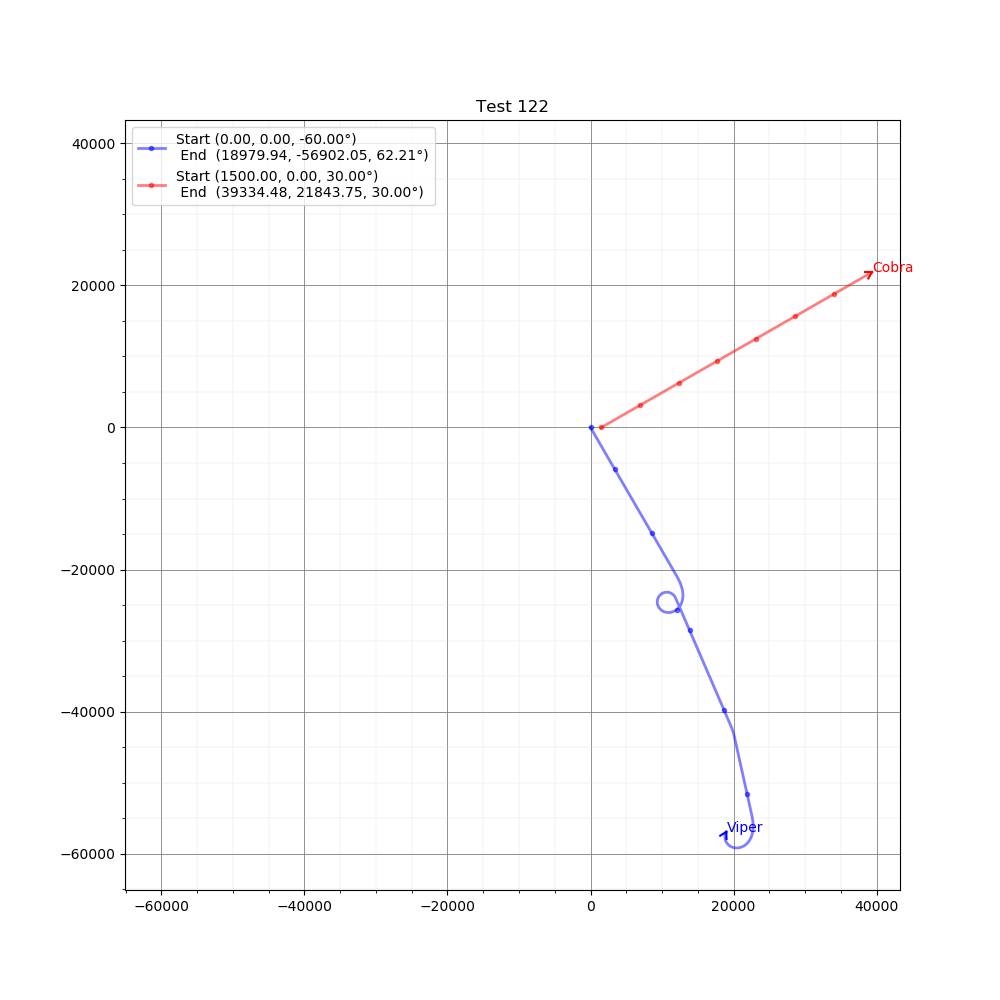 Test 122
Start (0.00, 0.00, -60.00°)
End  (18979.94, -56902.05, 62.21°)
Start (1500.00, 0.00, 30.00°)
End  (39334.48, 21843.75, 30.00°)
40000
20000
0
−20000
−40000
−60000
Cobra
Viper
−60000 −40000 −20000 0 20000 40000